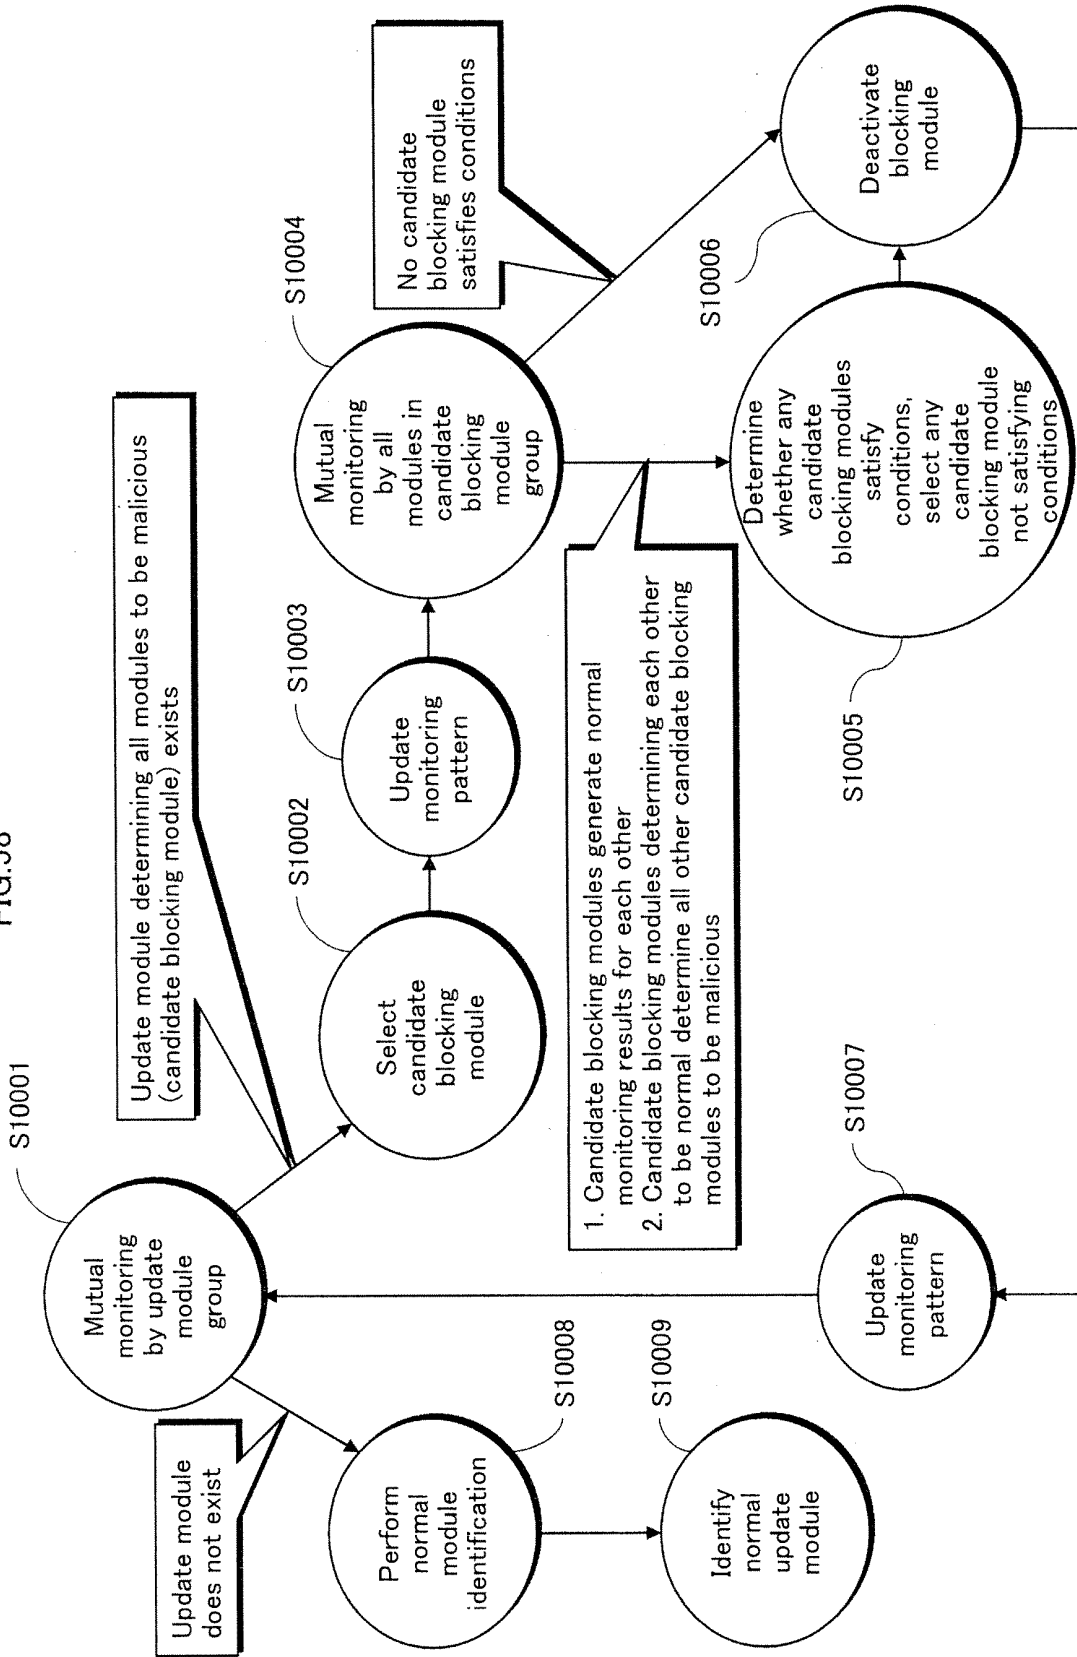 FIG.58
S10001
Mutual
monitoring
by update
module
group
Update module determining all modules to be malicious
(candidate blocking module) exists
Update module
does not exist
S10002
Select
candidate
blocking
module
S10003
Update
monitoring
pattern
S10004
Mutual
monitoring
by all
modules in
candidate
blocking
module
group
No candidate
blocking module
satisfies conditions
1. Candidate blocking modules generate normal
monitoring results for each other
2. Candidate blocking modules determining each other
to be normal determine all other candidate blocking
modules to be malicious
S10005
Determine
whether any
candidate
blocking modules
satisfy
conditions,
select any
candidate
blocking module
not satisfying
conditions
S10006
Deactivate
blocking
module
S10007
Update
monitoring
pattern
S10008
Perform
normal
module
identification
S10009
Identify
normal
update
module